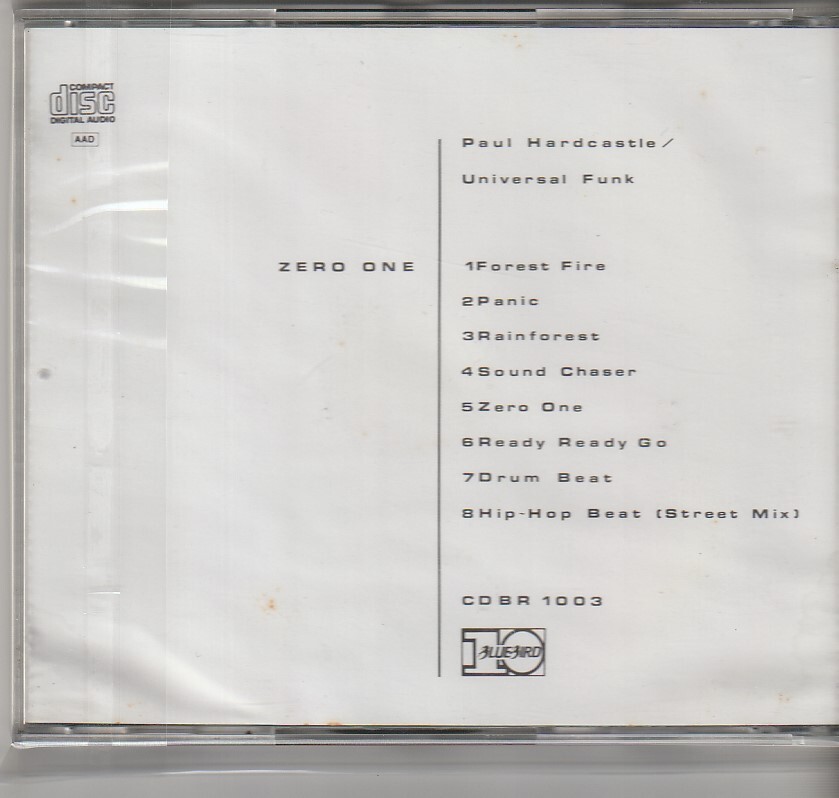 COMPACT
disc
DIGITAL AUDIO
AAD
Paul Hardcastle/
Universal Funk
ZERO ONE
1Forest Fire
2Panic
3Rainforest
4Sound Chaser
5Zero One
6Ready Ready Go
7Drum Beat
8Hip-Hop Beat (Street Mix)
CDBR 1003
10
BLUEBIRD